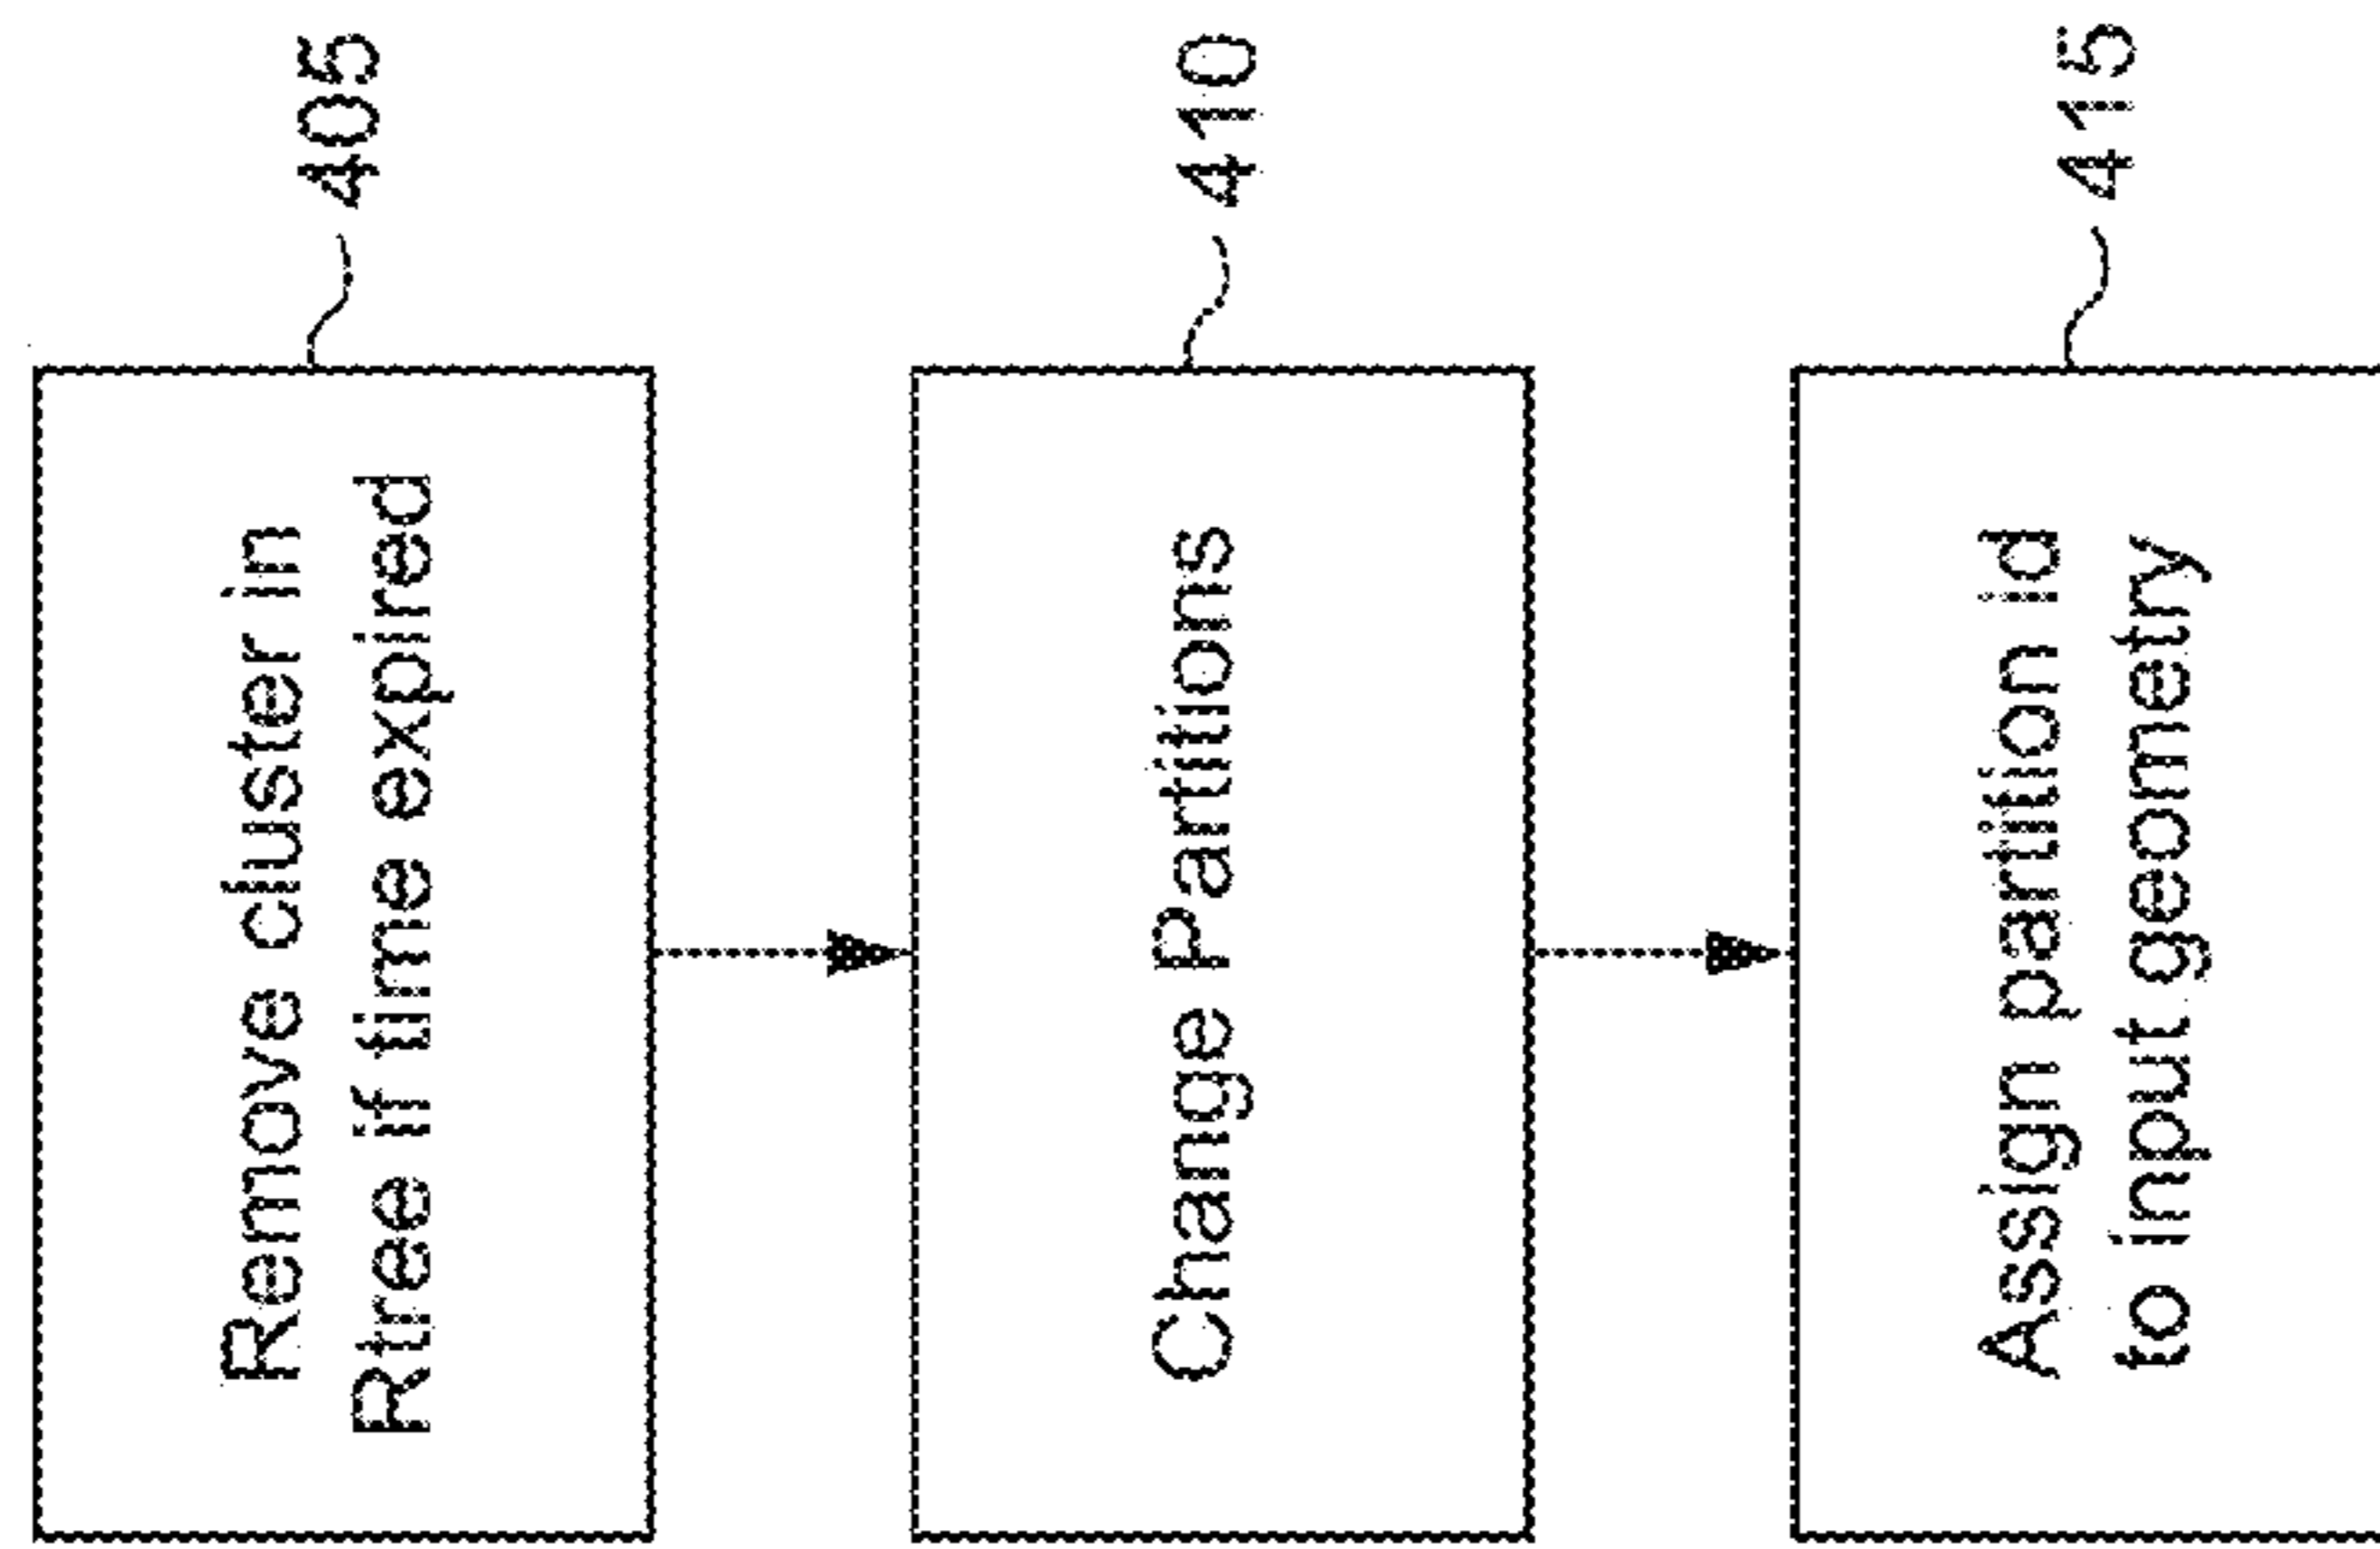 Remove cluster in
Rtree if time expired
405
Change Partitions
410
Assign partition id
to input geometry
415